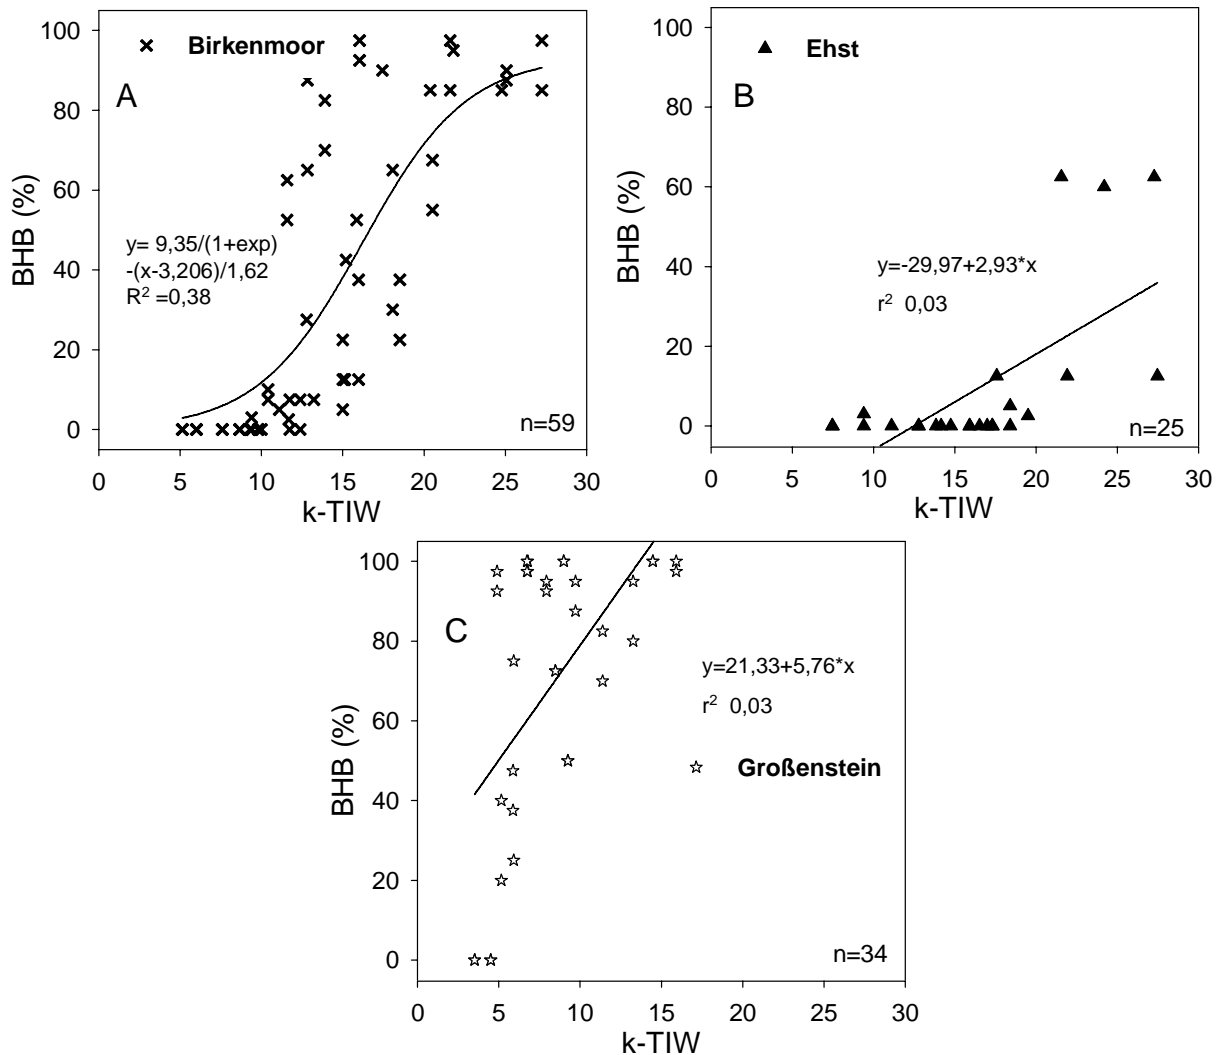 Birkenmoor
A
100
80
60
40
20
0
BHB (%)
y= 9,35/(1+exp)
-(x-3,206)/1,62
R² =0,38
n=59
0 5 10 15 20 25 30
k-TIW
Ehst
B
100
80
60
40
20
0
BHB (%)
y=-29,97+2,93*x
r² 0,03
n=25
0 5 10 15 20 25 30
k-TIW
C
100
80
60
40
20
0
BHB (%)
y=21,33+5,76*x
r² 0,03
Großenstein
n=34
0 5 10 15 20 25 30
k-TIW